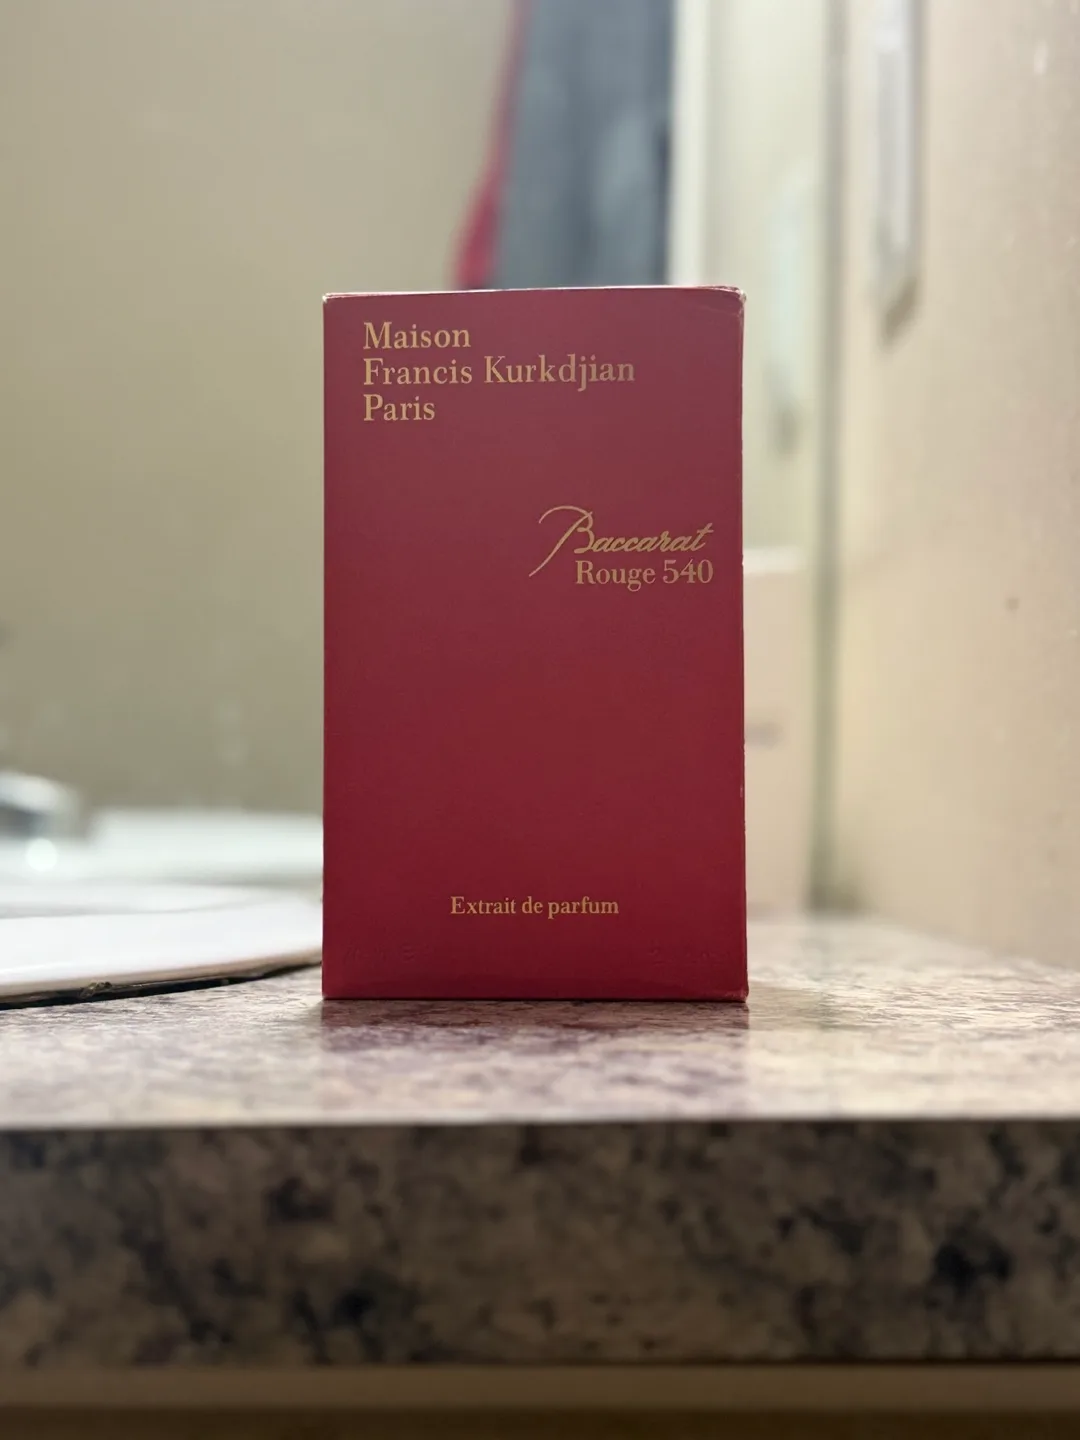 Maison
Francis Kurkdjian
Paris
Baccarat
Rouge 540
Extrait de parfum